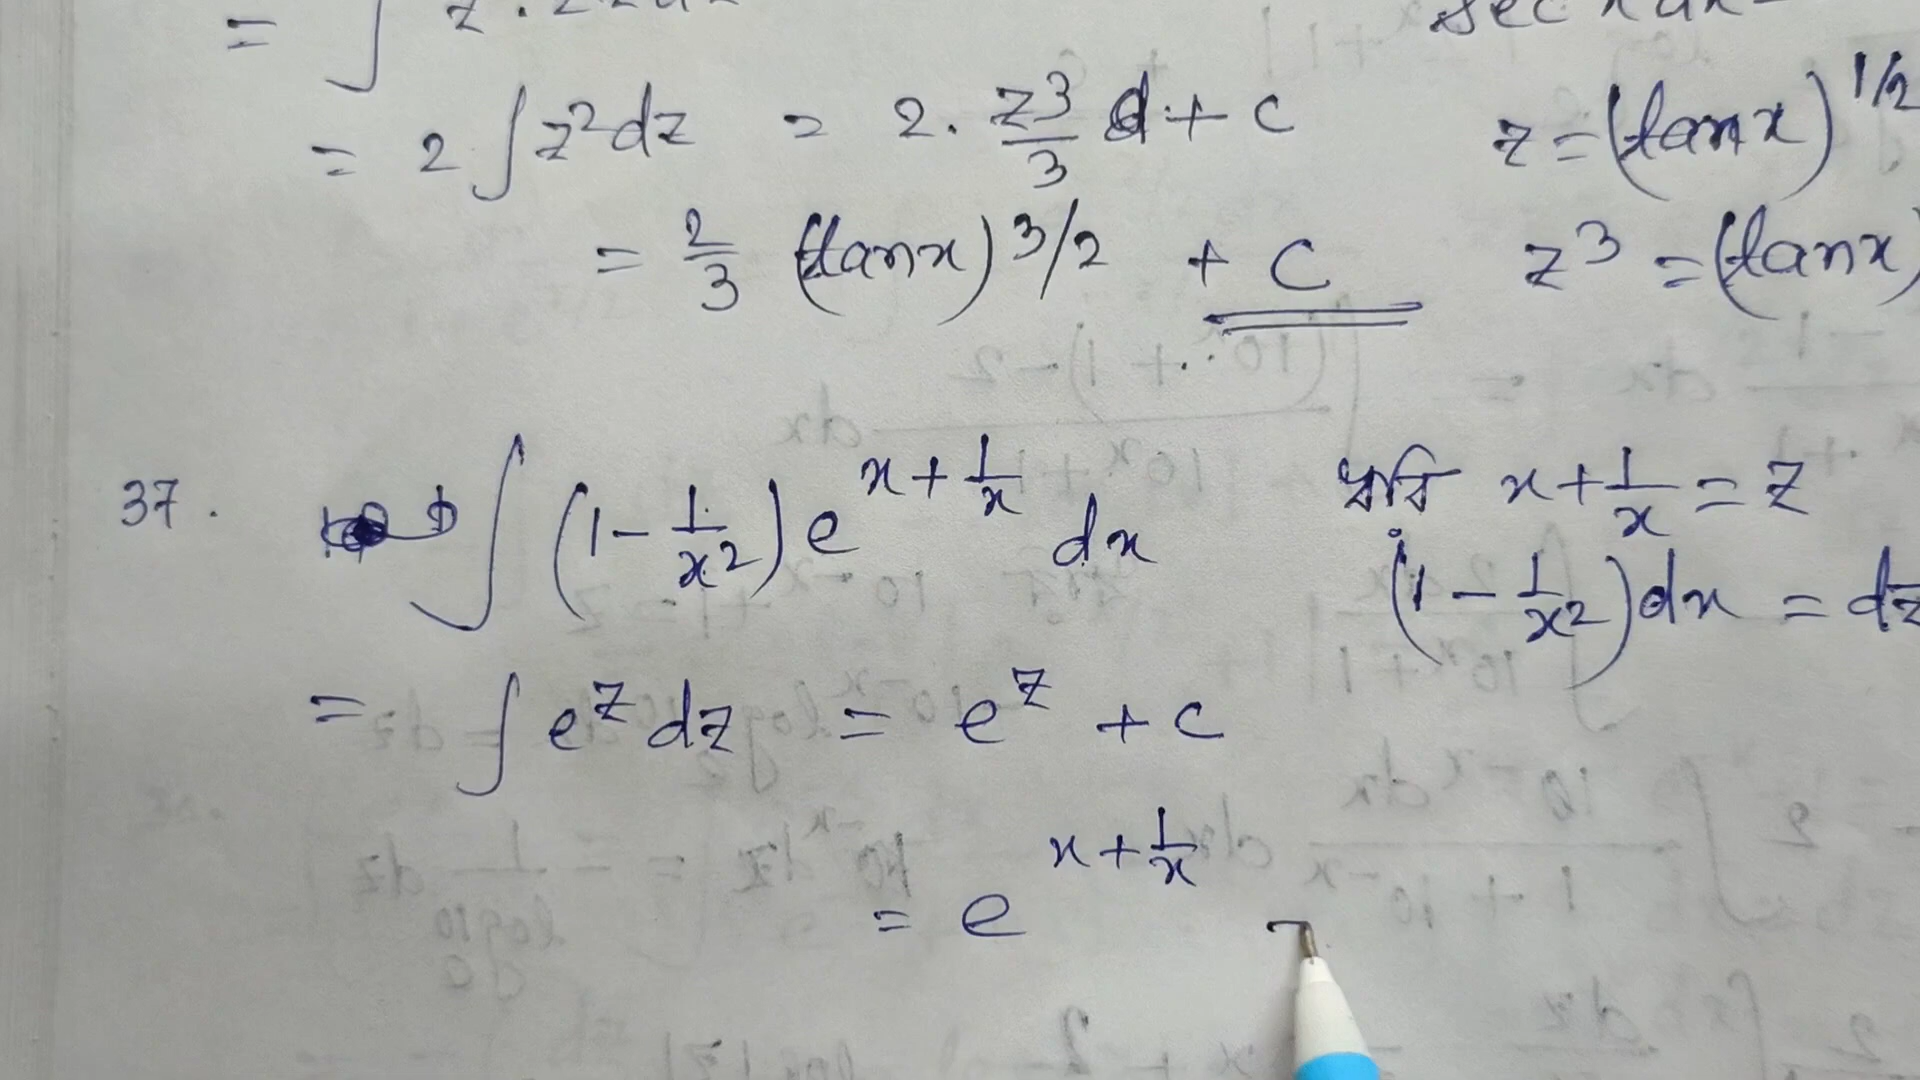 = 2∫z²dz = 2. z³/3 + c
z = (tanx)^1/2
= 2/3 (tanx)^3/2 + C
z³ = (tanx)
37. ∫(1 - 1/x²) e^(x + 1/x) dx
ধরি x + 1/x = z
(1 - 1/x²)dx = dz
= ∫e^z dz = e^z + c
= e^(x + 1/x)